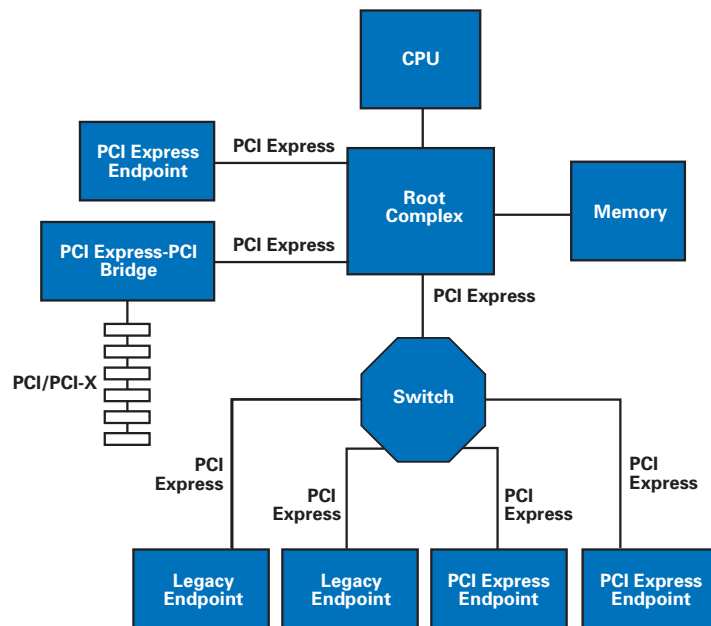 CPU
PCI Express
Endpoint
PCI Express
Root
Complex
Memory
PCI Express-PCI
Bridge
PCI Express
PCI Express
PCI/PCI-X
Switch
PCI
Express
PCI
Express
PCI
Express
PCI
Express
Legacy
Endpoint
Legacy
Endpoint
PCI Express
Endpoint
PCI Express
Endpoint